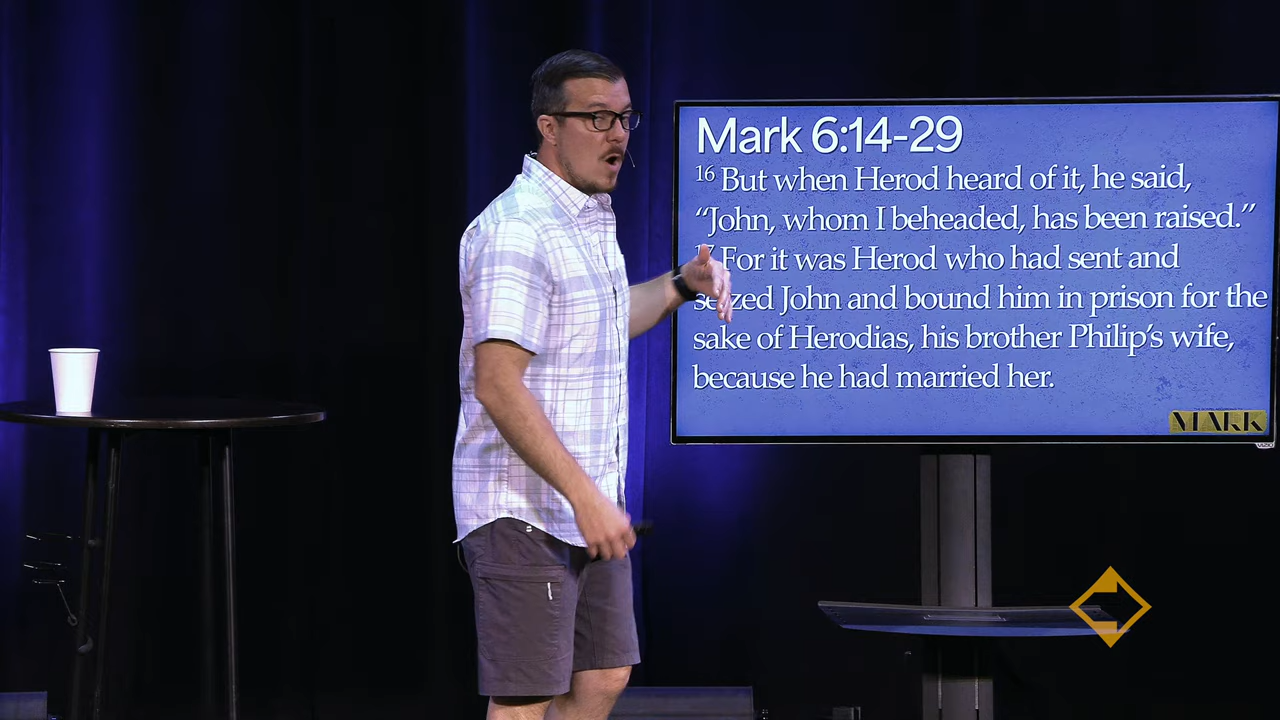 Mark 6:14-29
16 But when Herod heard of it, he said,
“John, whom I beheaded, has been raised.”
For it was Herod who had sent and
seized John and bound him in prison for the
sake of Herodias, his brother Philip’s wife,
because he had married her.
MARK
VIZIO